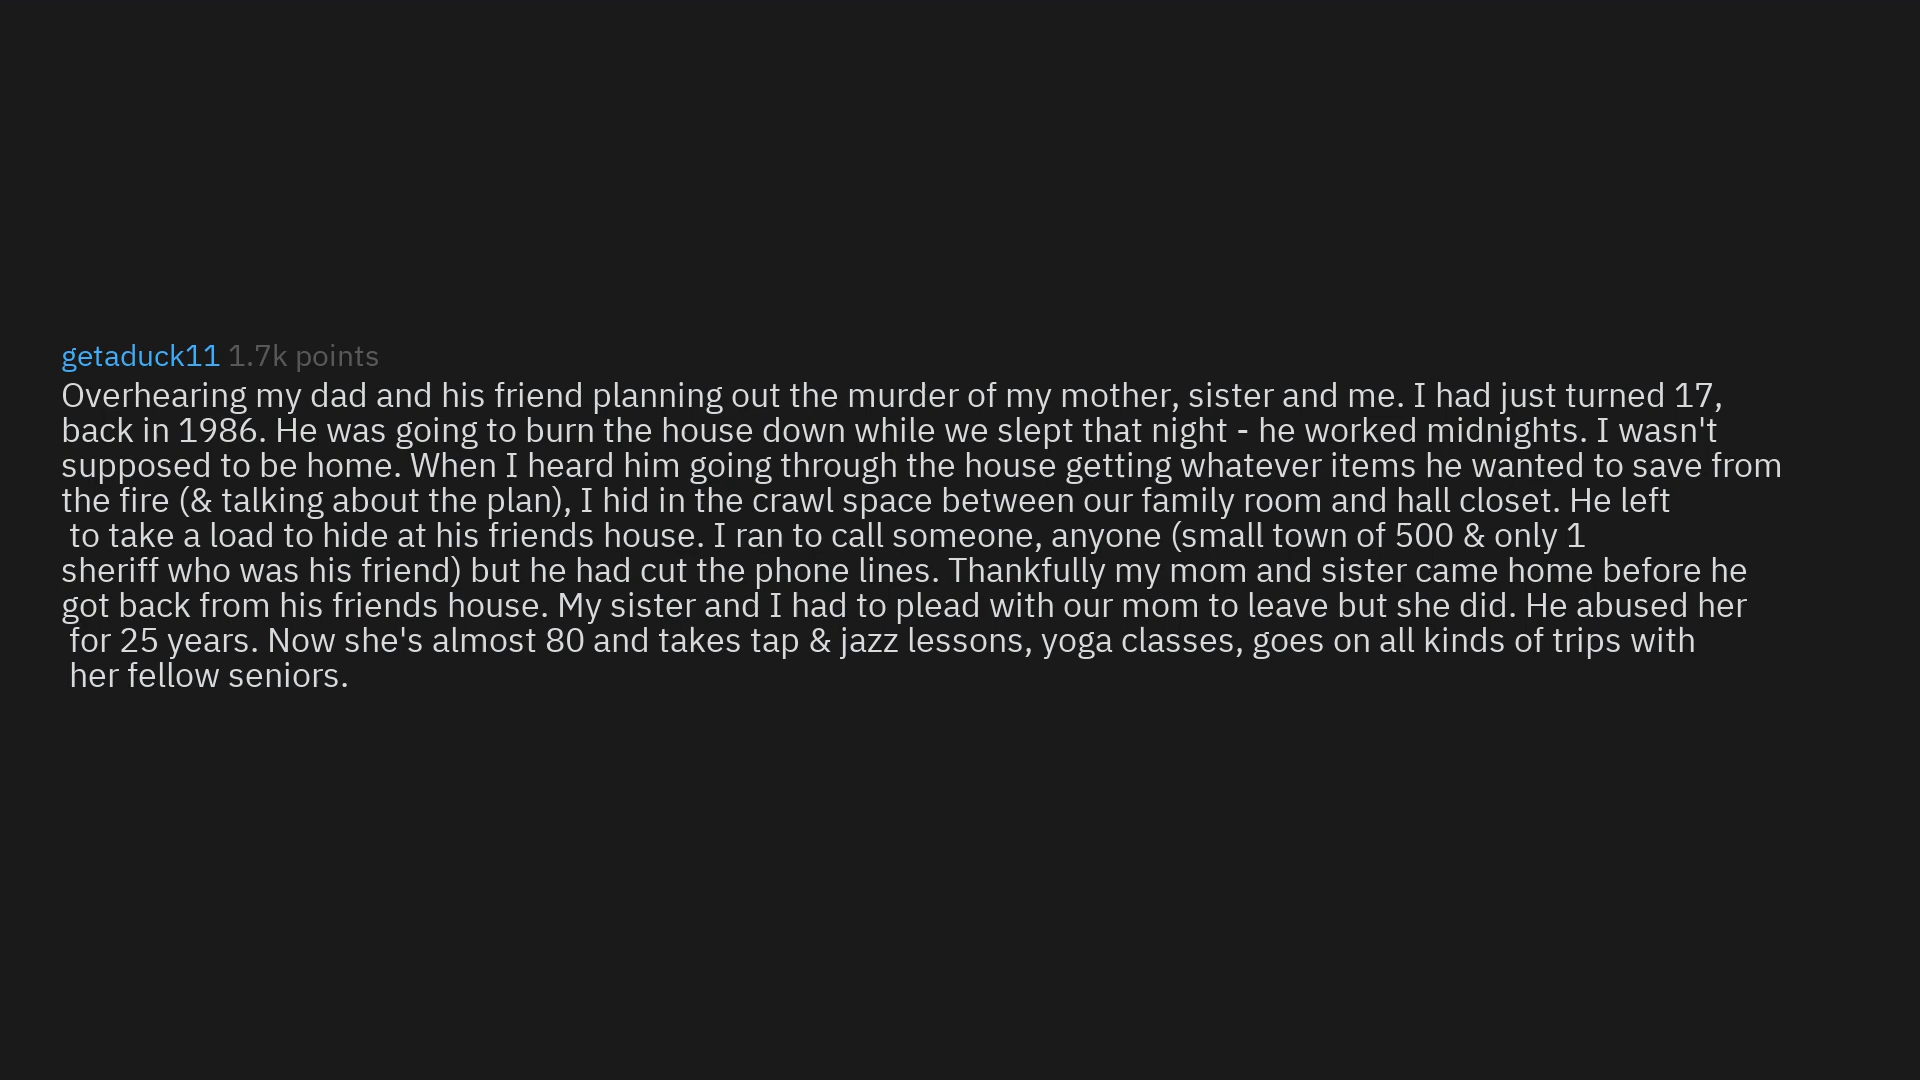 getaduck11 1.7k points
Overhearing my dad and his friend planning out the murder of my mother, sister and me. I had just turned 17,
back in 1986. He was going to burn the house down while we slept that night - he worked midnights. I wasn't
supposed to be home. When I heard him going through the house getting whatever items he wanted to save from
the fire (& talking about the plan), I hid in the crawl space between our family room and hall closet. He left
to take a load to hide at his friends house. I ran to call someone, anyone (small town of 500 & only 1
sheriff who was his friend) but he had cut the phone lines. Thankfully my mom and sister came home before he
got back from his friends house. My sister and I had to plead with our mom to leave but she did. He abused her
for 25 years. Now she's almost 80 and takes tap & jazz lessons, yoga classes, goes on all kinds of trips with
her fellow seniors.